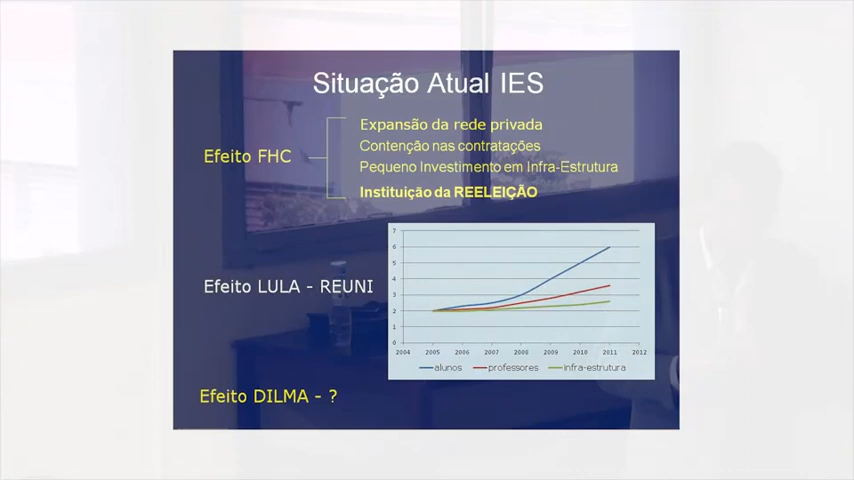 Situação Atual IES
Efeito FHC
Expansão da rede privada
Contenção nas contratações
Pequeno Investimento em Infra-Estrutura
Instituição da REELEIÇÃO
Efeito LULA - REUNI
7
6
5
4
3
2
1
0
2004 2005 2006 2007 2008 2009 2010 2011 2012
alunos professores infra-estrutura
Efeito DILMA - ?